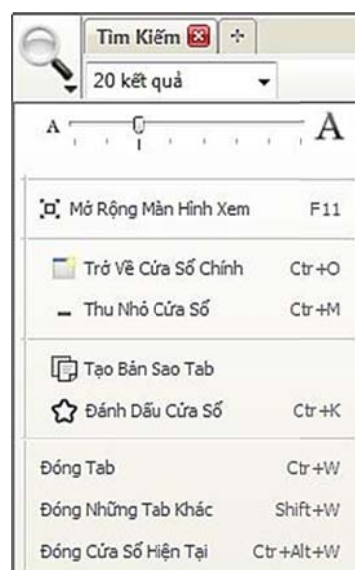 Tìm Kiếm
20 kết quả
A A
Mở Rộng Màn Hình Xem F11
Trở Về Cửa Sổ Chính Ctr+O
Thu Nhỏ Cửa Sổ Ctr+M
Tạo Bản Sao Tab
Đánh Dấu Cửa Sổ Ctr+K
Đóng Tab Ctr+W
Đóng Những Tab Khác Shift+W
Đóng Cửa Sổ Hiện Tại Ctr+Alt+W